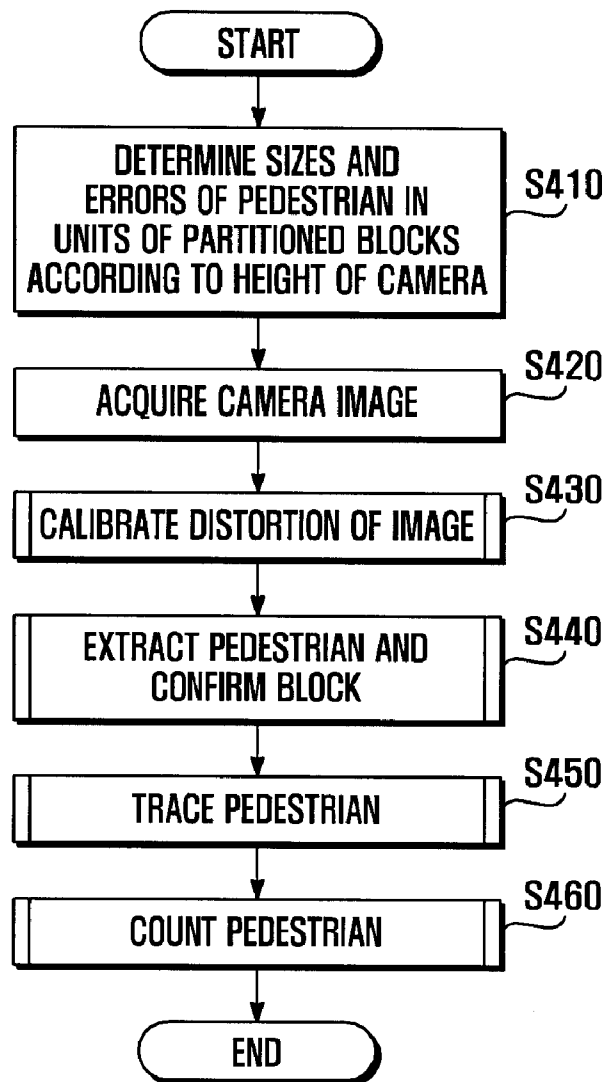 START
DETERMINE SIZES AND
ERRORS OF PEDESTRIAN IN
UNITS OF PARTITIONED BLOCKS
ACCORDING TO HEIGHT OF CAMERA
S410
ACQUIRE CAMERA IMAGE
S420
CALIBRATE DISTORTION OF IMAGE
S430
EXTRACT PEDESTRIAN AND
CONFIRM BLOCK
S440
TRACE PEDESTRIAN
S450
COUNT PEDESTRIAN
S460
END